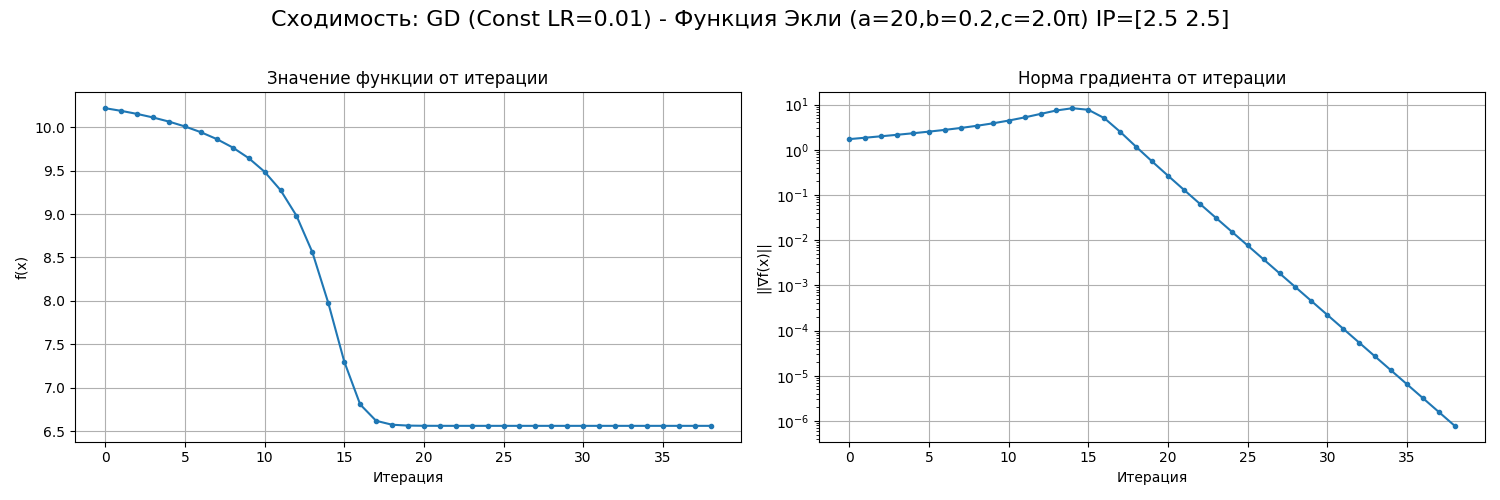 Сходимость: GD (Const LR=0.01) - Функция Экли (a=20,b=0.2,c=2.0π) IP=[2.5 2.5]
Значение функции от итерации
f(x)
10.0
9.5
9.0
8.5
8.0
7.5
7.0
6.5
0 5 10 15 20 25 30 35
Итерация
Норма градиента от итерации
||∇f(x)||
10¹
10⁰
10⁻¹
10⁻²
10⁻³
10⁻⁴
10⁻⁵
10⁻⁶
0 5 10 15 20 25 30 35
Итерация